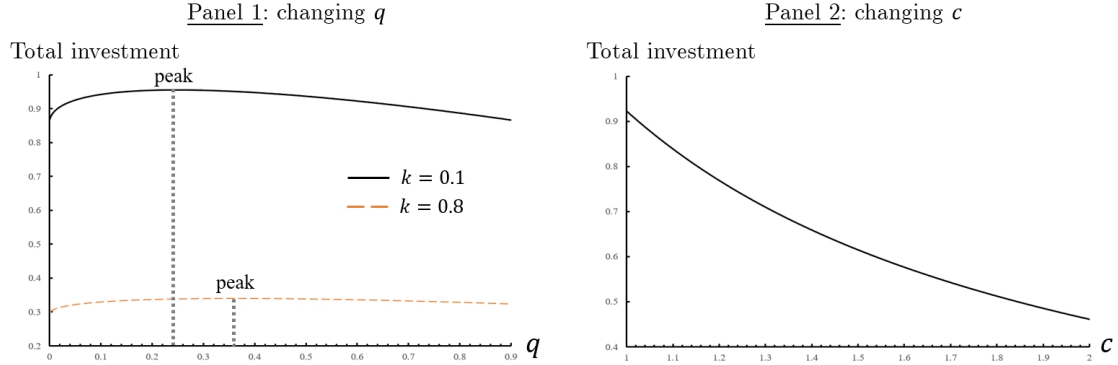 Panel 1: changing q
Total investment
peak
1
0.9
0.8
0.7
0.6
0.5
0.4
0.3
0.2
k = 0.1
k = 0.8
peak
0 0.1 0.2 0.3 0.4 0.5 0.6 0.7 0.8 0.9 q
Panel 2: changing c
Total investment
1
0.9
0.8
0.7
0.6
0.5
0.4
1 1.1 1.2 1.3 1.4 1.5 1.6 1.7 1.8 1.9 2 c